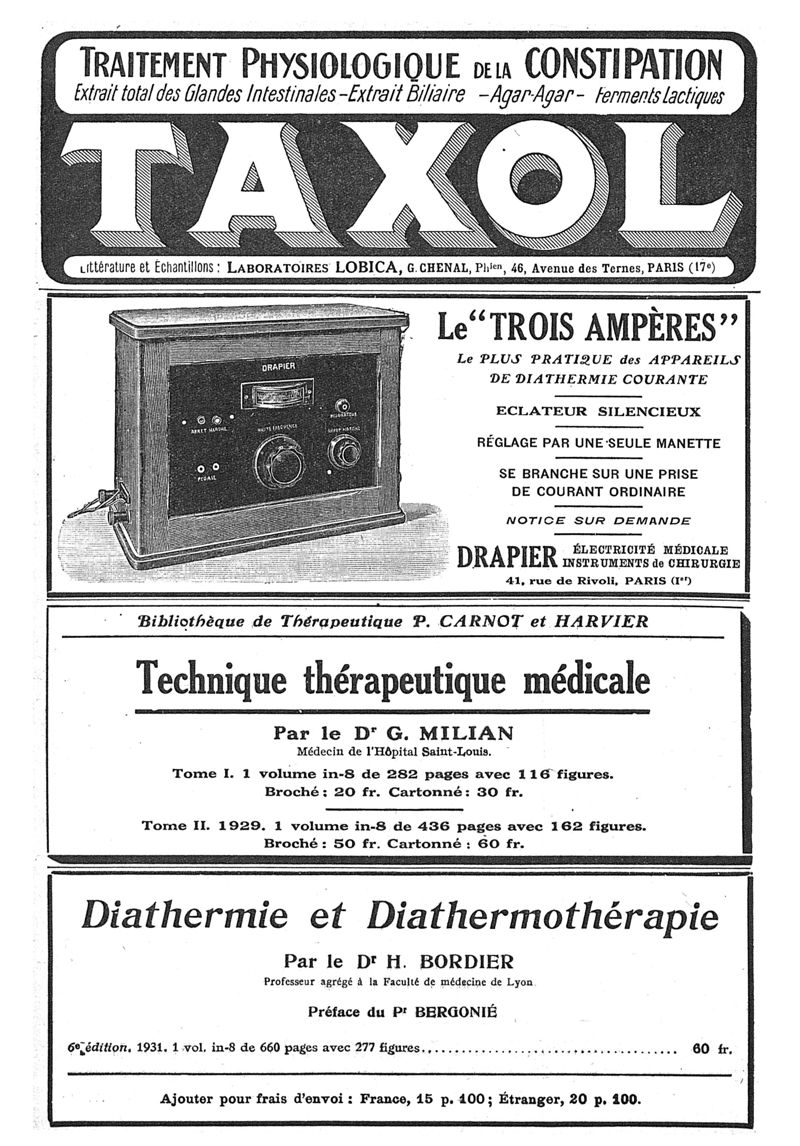 TRAITEMENT PHYSIOLOGIQUE DE LA CONSTIPATION
Extrait total des Glandes Intestinales - Extrait Biliaire - Agar-Agar - Ferments Lactiques
TAXOL
Littérature et Échantillons : LABORATOIRES LOBICA, G. CHENAL, Phien, 46, Avenue des Ternes, PARIS (17e)
DRAPIER
ARRET MARCHE
HAUTE FREQUENCE
PEDALE
Le "TROIS AMPÈRES"
Le PLUS PRATIQUE des APPAREILS
DE DIATHERMIE COURANTE
ECLATEUR SILENCIEUX
RÉGLAGE PAR UNE SEULE MANETTE
SE BRANCHE SUR UNE PRISE
DE COURANT ORDINAIRE
NOTICE SUR DEMANDE
DRAPIER ÉLECTRICITÉ MÉDICALE
INSTRUMENTS de CHIRURGIE
41, rue de Rivoli, PARIS (Ier)
Bibliothèque de Thérapeutique P. CARNOT et HARVIER
Technique thérapeutique médicale
Par le Dr G. MILIAN
Médecin de l'Hôpital Saint-Louis.
Tome I. 1 volume in-8 de 282 pages avec 116 figures.
Broché : 20 fr. Cartonné : 30 fr.
Tome II. 1929. 1 volume in-8 de 436 pages avec 162 figures.
Broché : 50 fr. Cartonné : 60 fr.
Diathermie et Diathermothérapie
Par le Dr H. BORDIER
Professeur agrégé à la Faculté de médecine de Lyon
Préface du Pr BERGONIÉ
6e édition. 1931. 1 vol. in-8 de 660 pages avec 277 figures.................................... 60 fr.
Ajouter pour frais d'envoi : France, 15 p. 100 ; Étranger, 20 p. 100.